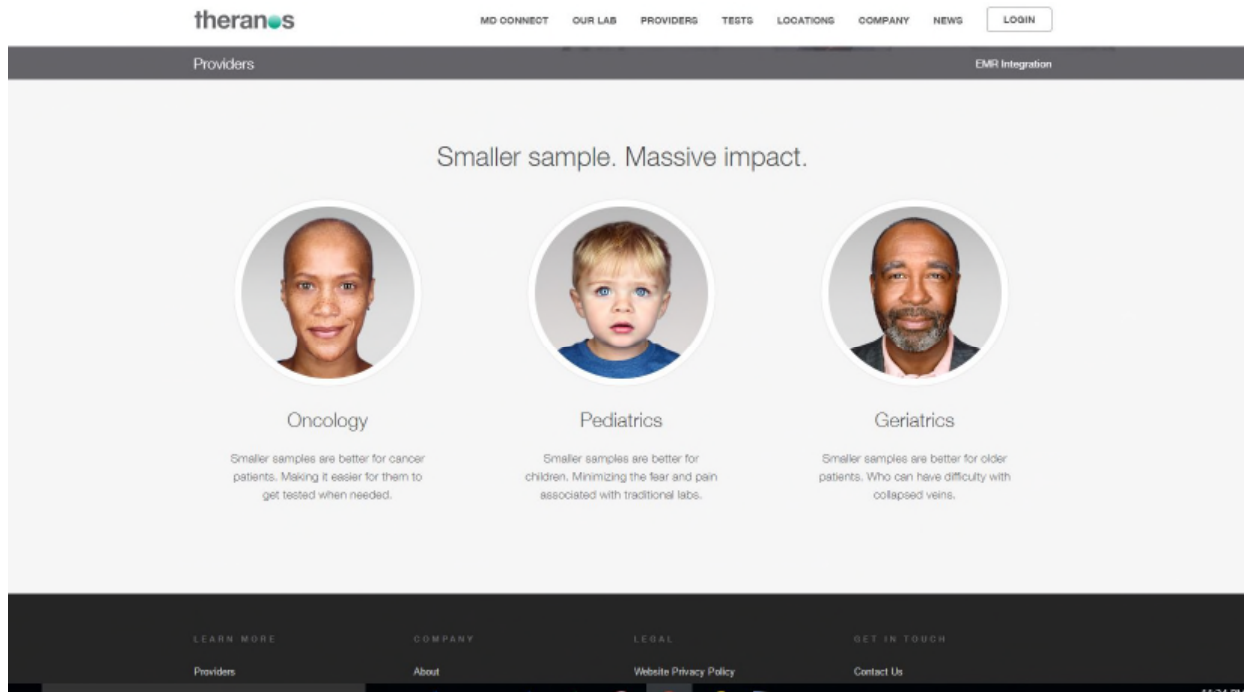 theranos
MD CONNECT OUR LAB PROVIDERS TESTS LOCATIONS COMPANY NEWS LOGIN
Providers EMR Integration
Smaller sample. Massive impact.
Oncology
Smaller samples are better for cancer
patients. Making it easier for them to
get tested when needed.
Pediatrics
Smaller samples are better for
children. Minimizing the fear and pain
associated with traditional labs.
Geriatrics
Smaller samples are better for older
patients. Who can have difficulty with
collapsed veins.
LEARN MORE COMPANY LEGAL GET IN TOUCH
Providers About Website Privacy Policy Contact Us